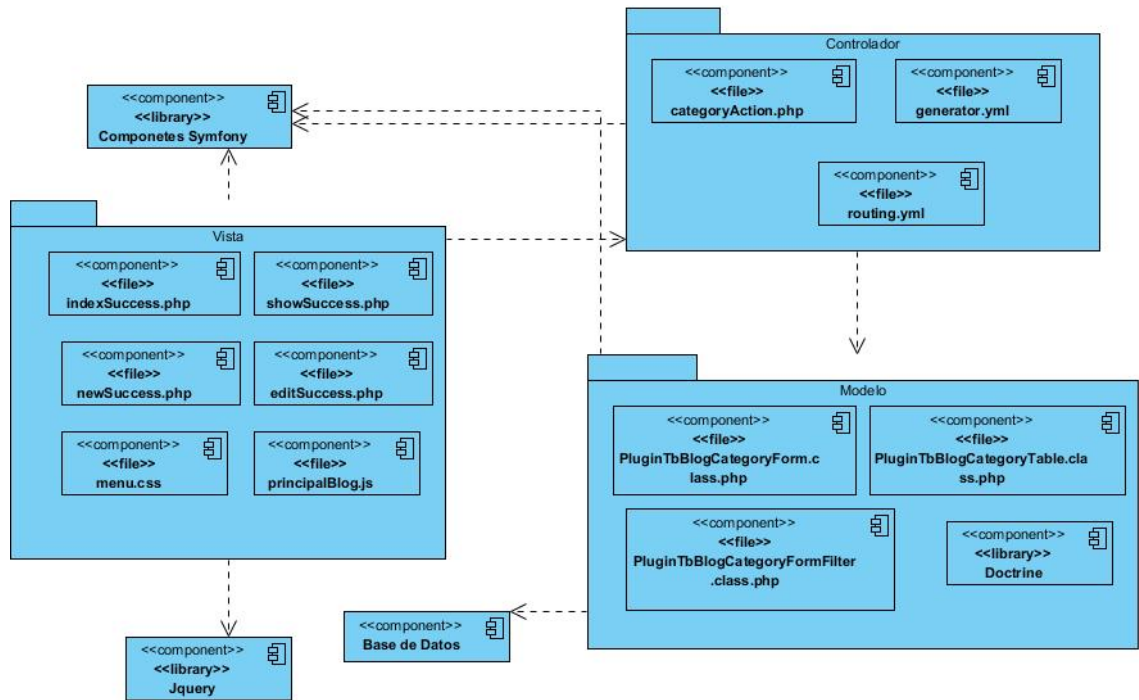 Controlador
<<component>>
<<file>>
categoryAction.php
<<component>>
<<file>>
generator.yml
<<component>>
<<file>>
routing.yml
<<component>>
<<library>>
Componetes Symfony
Vista
<<component>>
<<file>>
indexSuccess.php
<<component>>
<<file>>
showSuccess.php
<<component>>
<<file>>
newSuccess.php
<<component>>
<<file>>
editSuccess.php
<<component>>
<<file>>
menu.css
<<component>>
<<file>>
principalBlog.js
Modelo
<<component>>
<<file>>
PluginTbBlogCategoryForm.c
lass.php
<<component>>
<<file>>
PluginTbBlogCategoryTable.cla
ss.php
<<component>>
<<file>>
PluginTbBlogCategoryFormFilter
.class.php
<<component>>
<<library>>
Doctrine
<<component>>
Base de Datos
<<component>>
<<library>>
Jquery